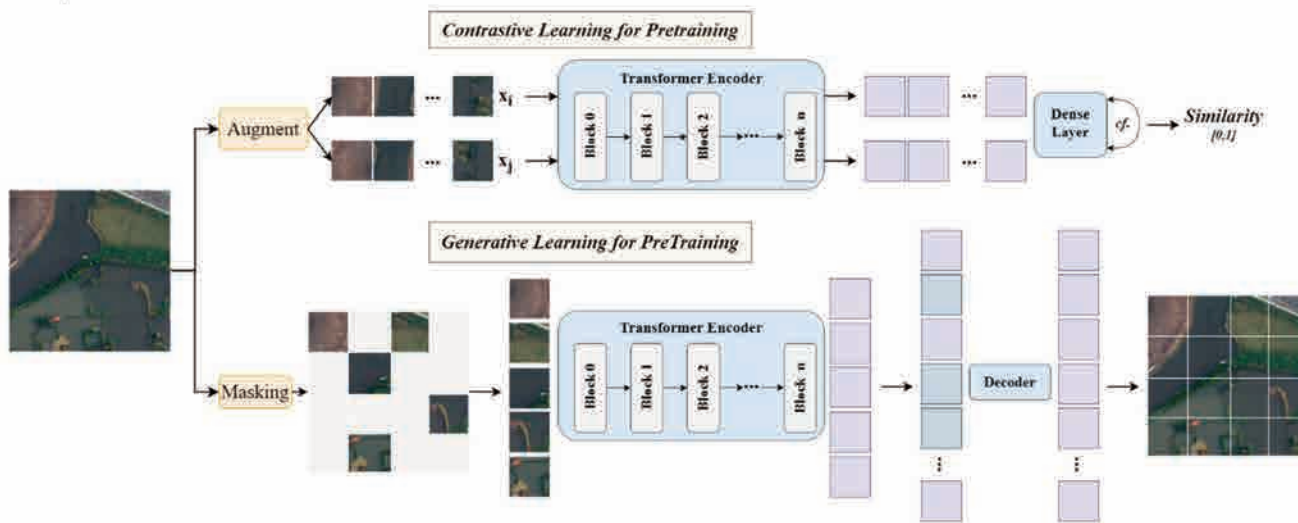 Contrastive Learning for Pretraining
Augment
...
x_i
x_j
Transformer Encoder
Block 0
Block 1
Block 2
...
Block n
...
...
Dense
Layer
cf.
Similarity
[0,1]
Generative Learning for PreTraining
Masking
Transformer Encoder
Block 0
Block 1
Block 2
...
Block n
Decoder
...
...